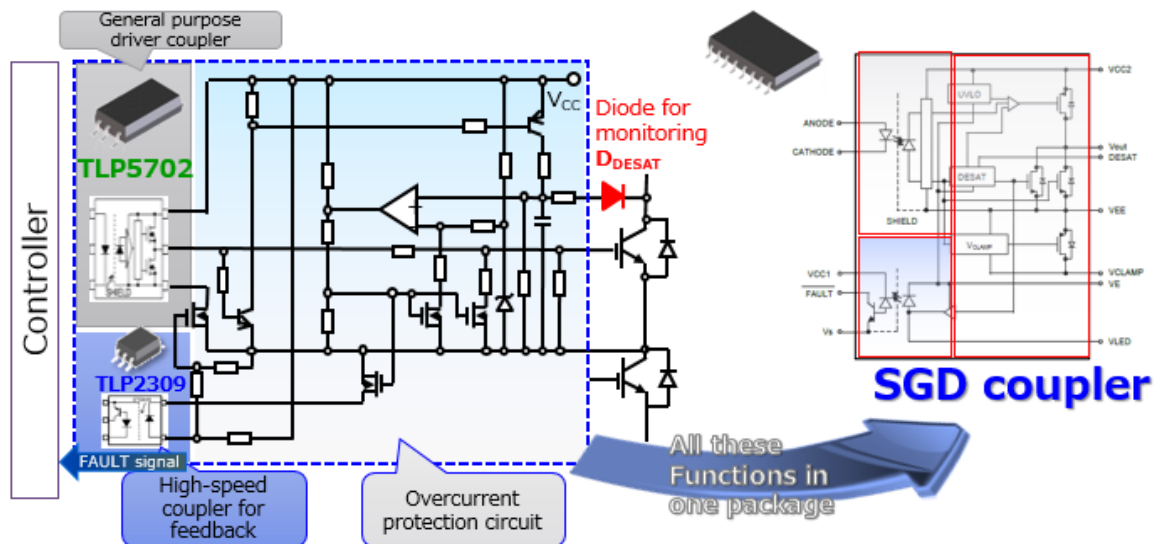 General purpose
driver coupler
Controller
TLP5702
SHIELD
TLP2309
FAULT signal
High-speed
coupler for
feedback
Overcurrent
protection circuit
VCC
Diode for
monitoring
DDESAT
All these
Functions in
one package
SGD coupler
UVLO
DESAT
SHIELD
VCLAMP
ANODE
CATHODE
VCC1
FAULT
Vs
VCC2
Vout
DESAT
VEE
VCLAMP
VE
VLED